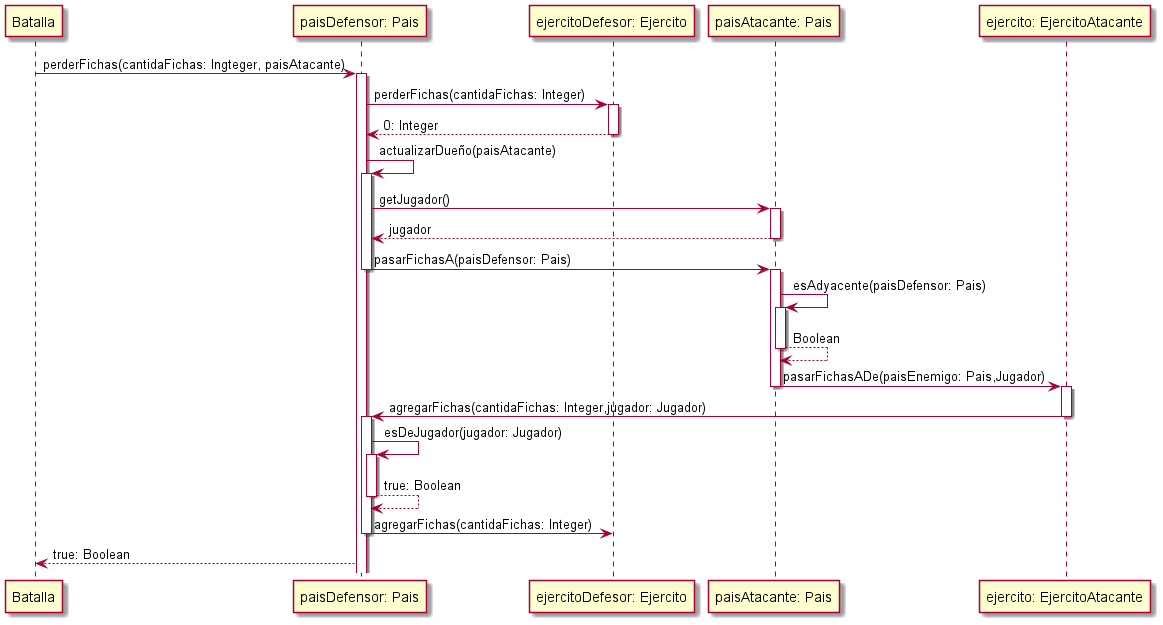 Batalla
paisDefensor: Pais
ejercitoDefesor: Ejercito
paisAtacante: Pais
ejercito: EjercitoAtacante
perderFichas(cantidaFichas: Ingteger, paisAtacante)
perderFichas(cantidaFichas: Integer)
0: Integer
actualizarDueño(paisAtacante)
getJugador()
jugador
pasarFichasA(paisDefensor: Pais)
esAdyacente(paisDefensor: Pais)
Boolean
pasarFichasADe(paisEnemigo: Pais,Jugador)
agregarFichas(cantidaFichas: Integer,jugador: Jugador)
esDeJugador(jugador: Jugador)
true: Boolean
agregarFichas(cantidaFichas: Integer)
true: Boolean
Batalla
paisDefensor: Pais
ejercitoDefesor: Ejercito
paisAtacante: Pais
ejercito: EjercitoAtacante